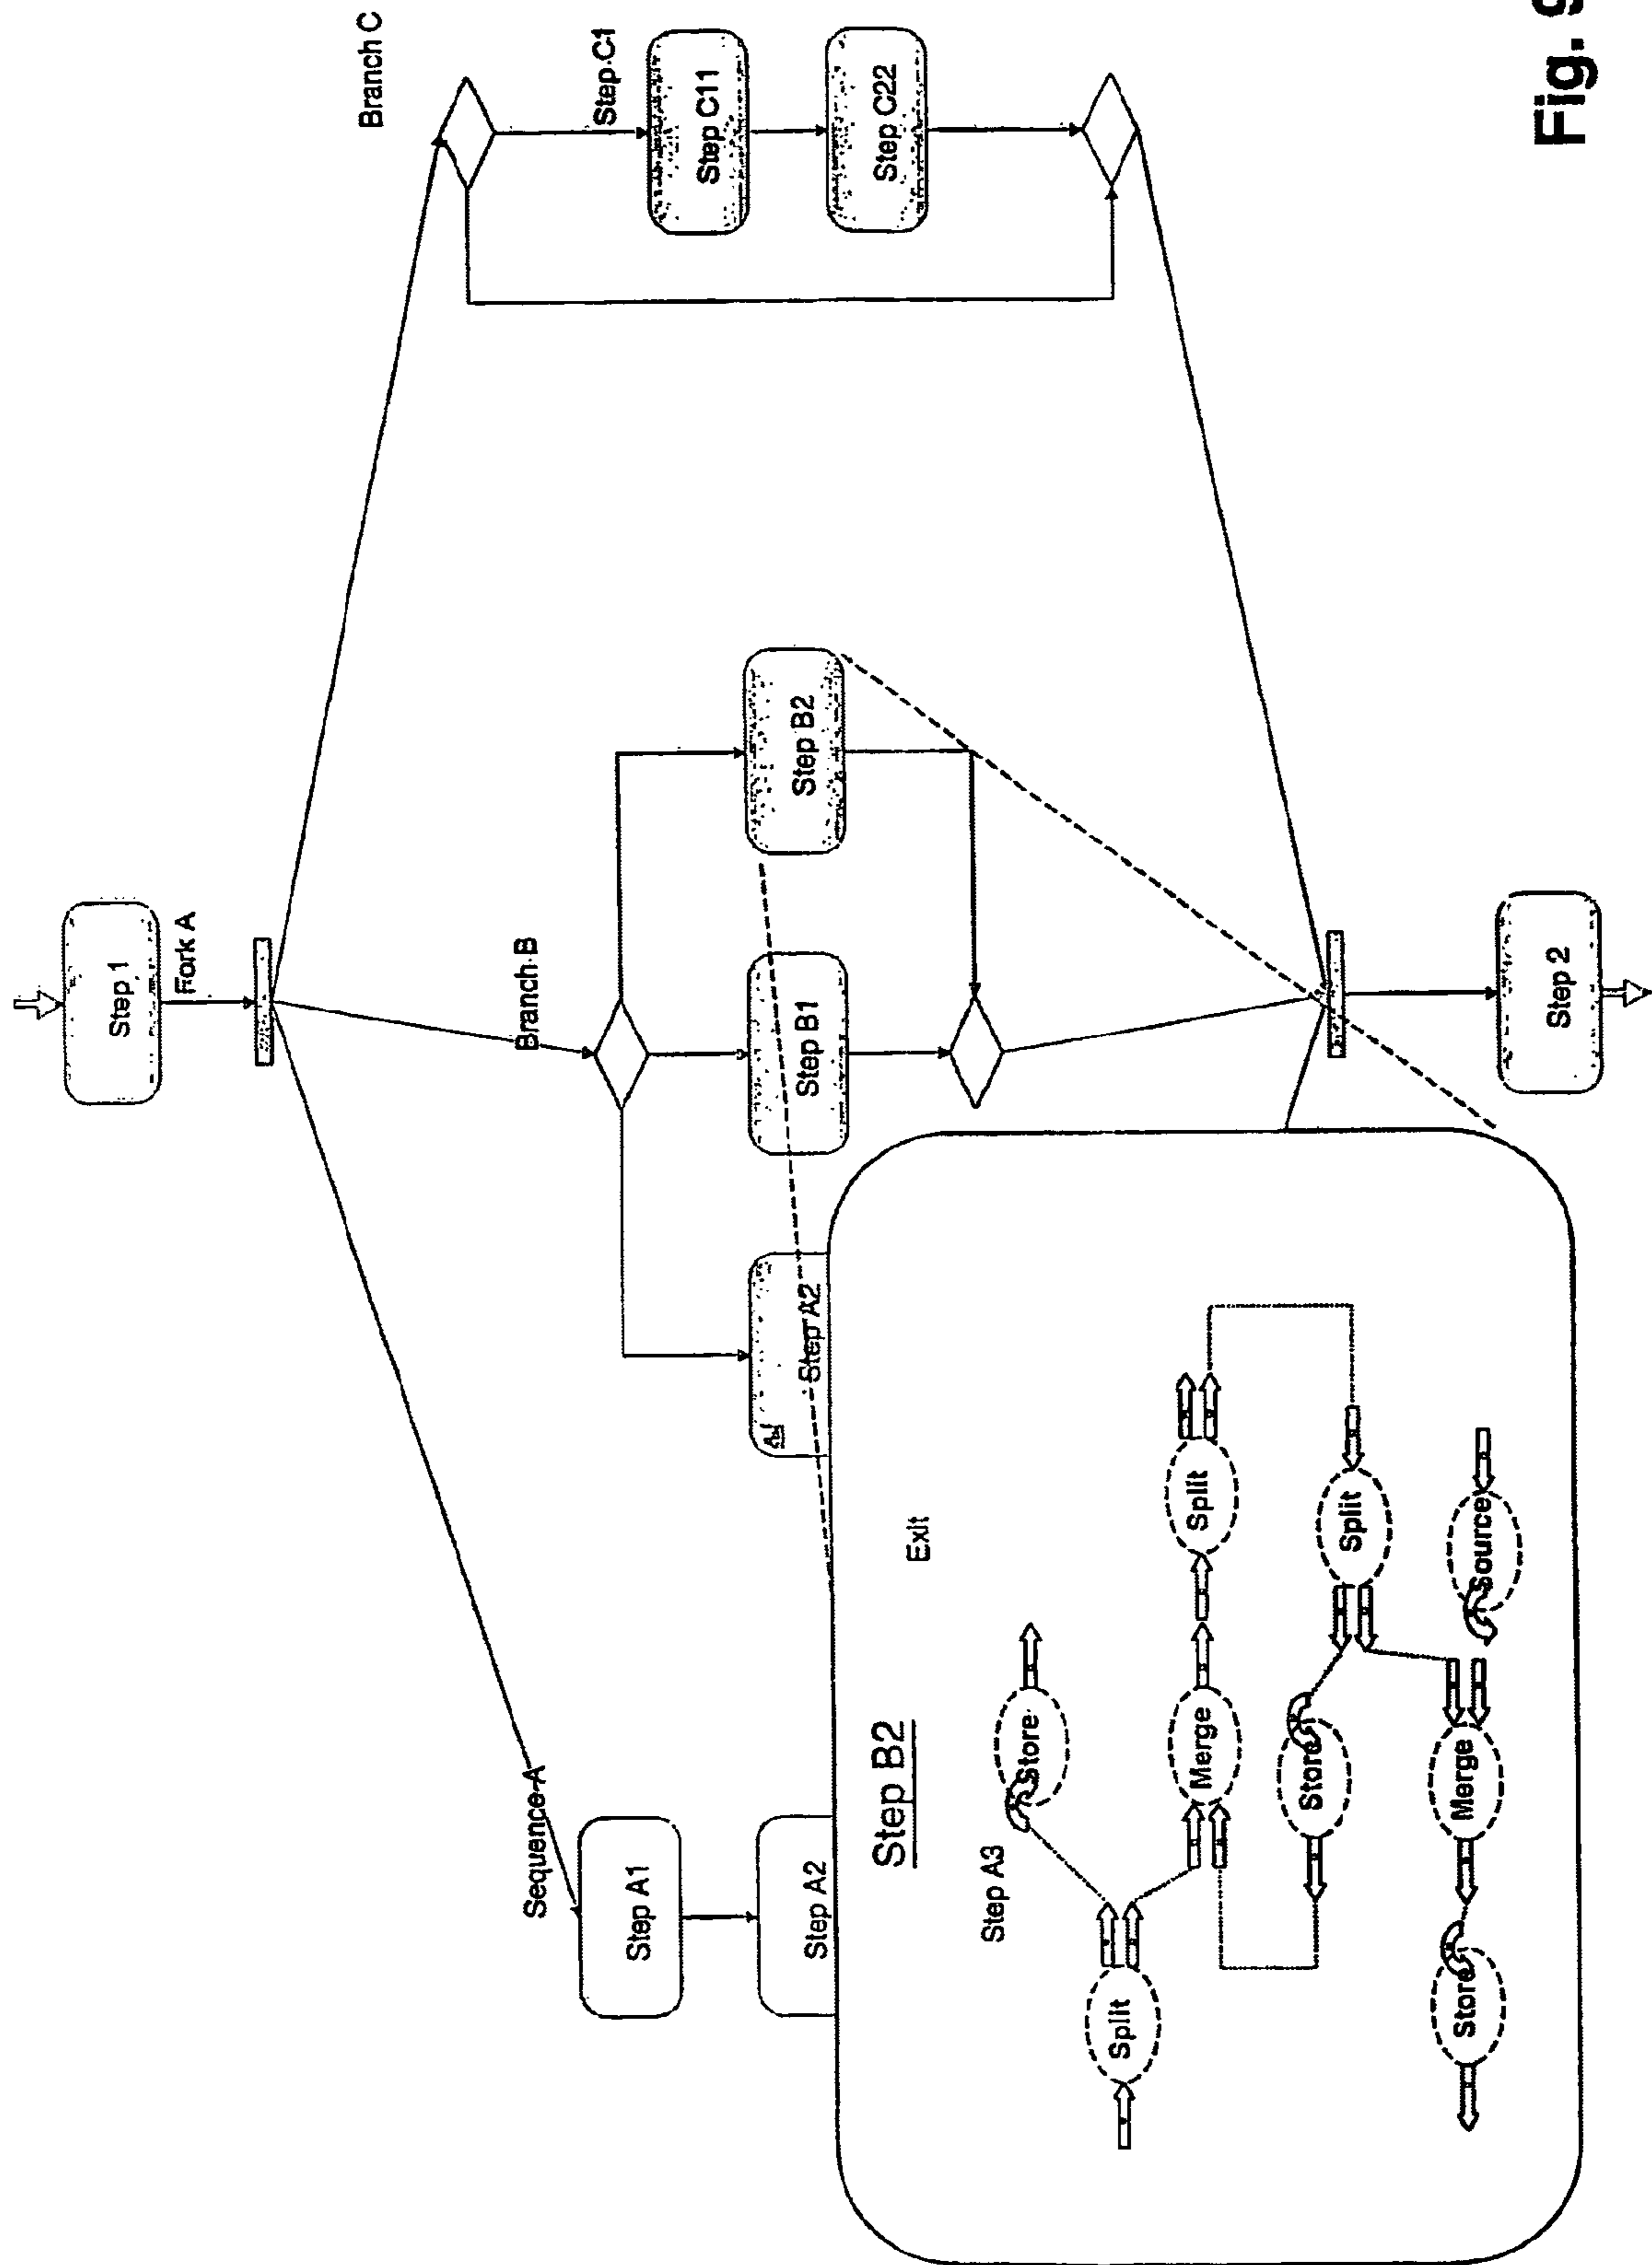 Step 1
Fork A
Sequence A
Branch B
Branch C
Step C1
Step A1
Step A2
Step A2
Step B1
Step B2
Step C11
Step C22
Step B2
Exit
Step A3
Store
Split
Merge
Split
Store
Split
Store
Merge
Source
Step 2
Fig. 9